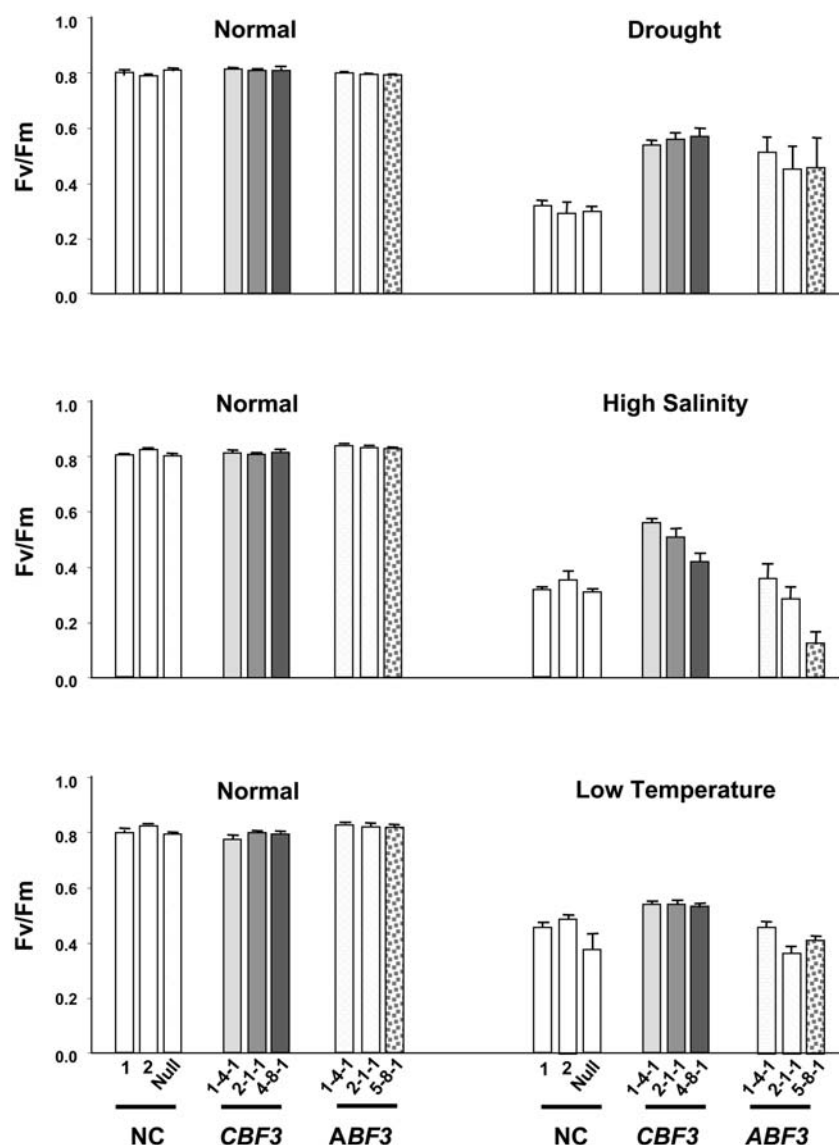 Normal Drought
1.0
0.8
0.6
0.4
0.2
0.0
Fv/Fm
Normal High Salinity
1.0
0.8
0.6
0.4
0.2
0.0
Fv/Fm
Normal Low Temperature
1.0
0.8
0.6
0.4
0.2
0.0
Fv/Fm
1 2 Null 1-4-1 2-1-1 4-8-1 1-4-1 2-1-1 5-8-1 1 2 Null 1-4-1 2-1-1 4-8-1 1-4-1 2-1-1 5-8-1
NC CBF3 ABF3 NC CBF3 ABF3